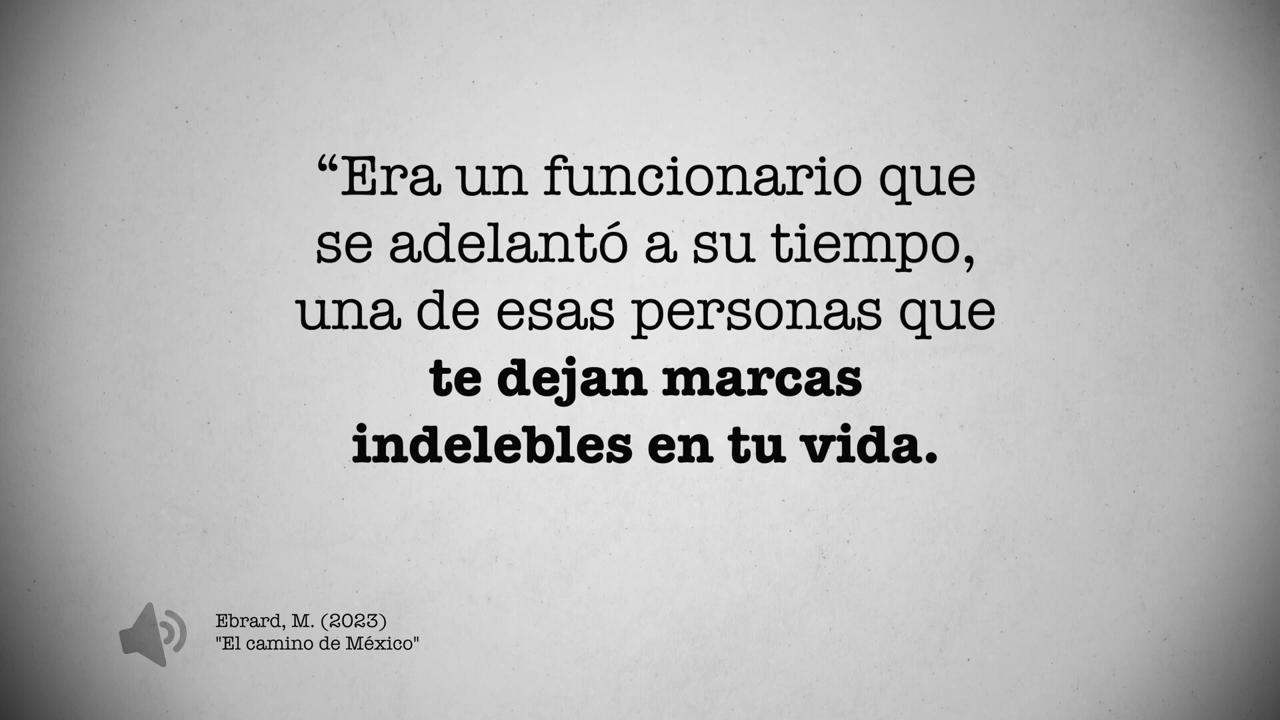 “Era un funcionario que
se adelantó a su tiempo,
una de esas personas que
te dejan marcas
indelebles en tu vida.
Ebrard, M. (2023)
"El camino de México"